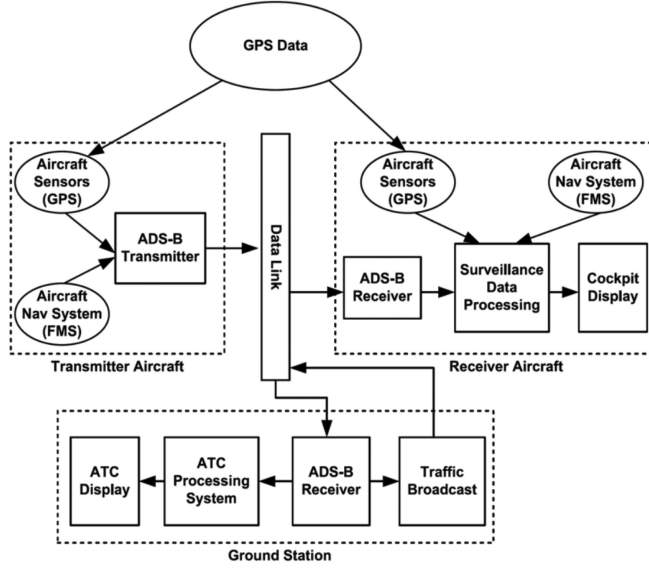 GPS Data
Aircraft
Sensors
(GPS)
ADS-B
Transmitter
Aircraft
Nav System
(FMS)
Transmitter Aircraft
Data Link
Aircraft
Sensors
(GPS)
Aircraft
Nav System
(FMS)
ADS-B
Receiver
Surveillance
Data
Processing
Cockpit
Display
Receiver Aircraft
ATC
Display
ATC
Processing
System
ADS-B
Receiver
Traffic
Broadcast
Ground Station